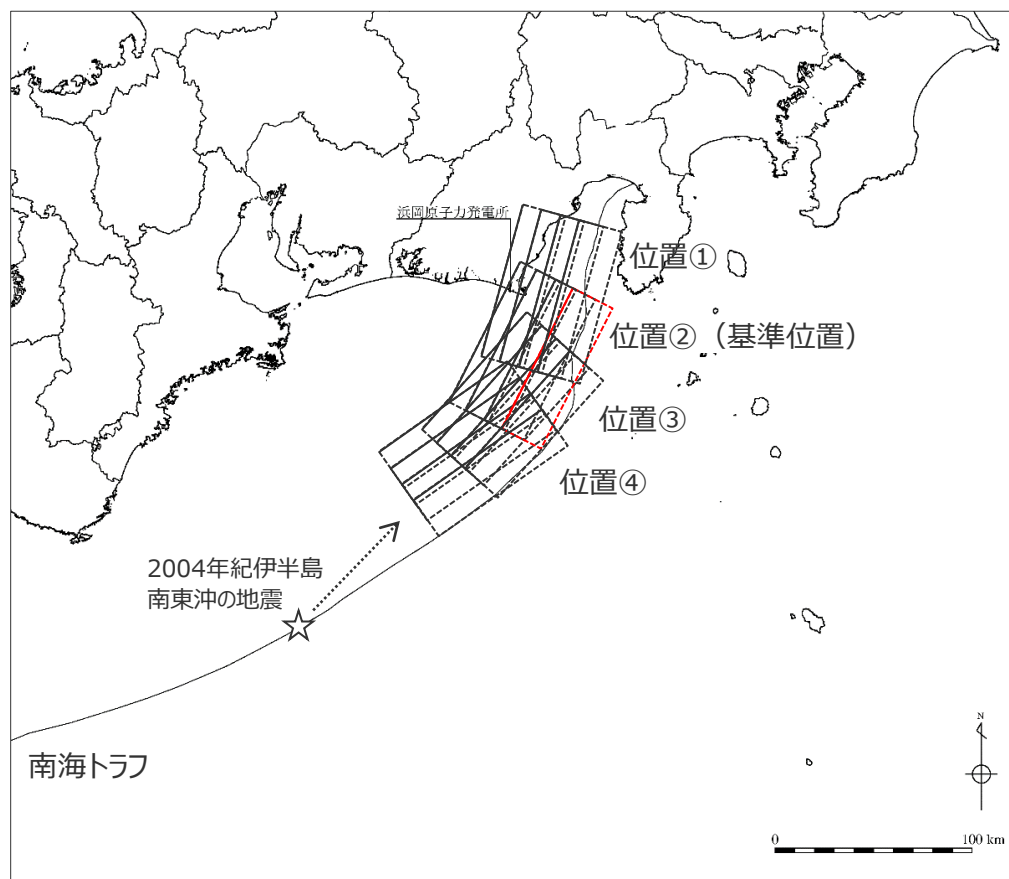 浜岡原子力発電所
位置①
位置②（基準位置）
位置③
位置④
2004年紀伊半島
南東沖の地震
南海トラフ
N
0 100 km